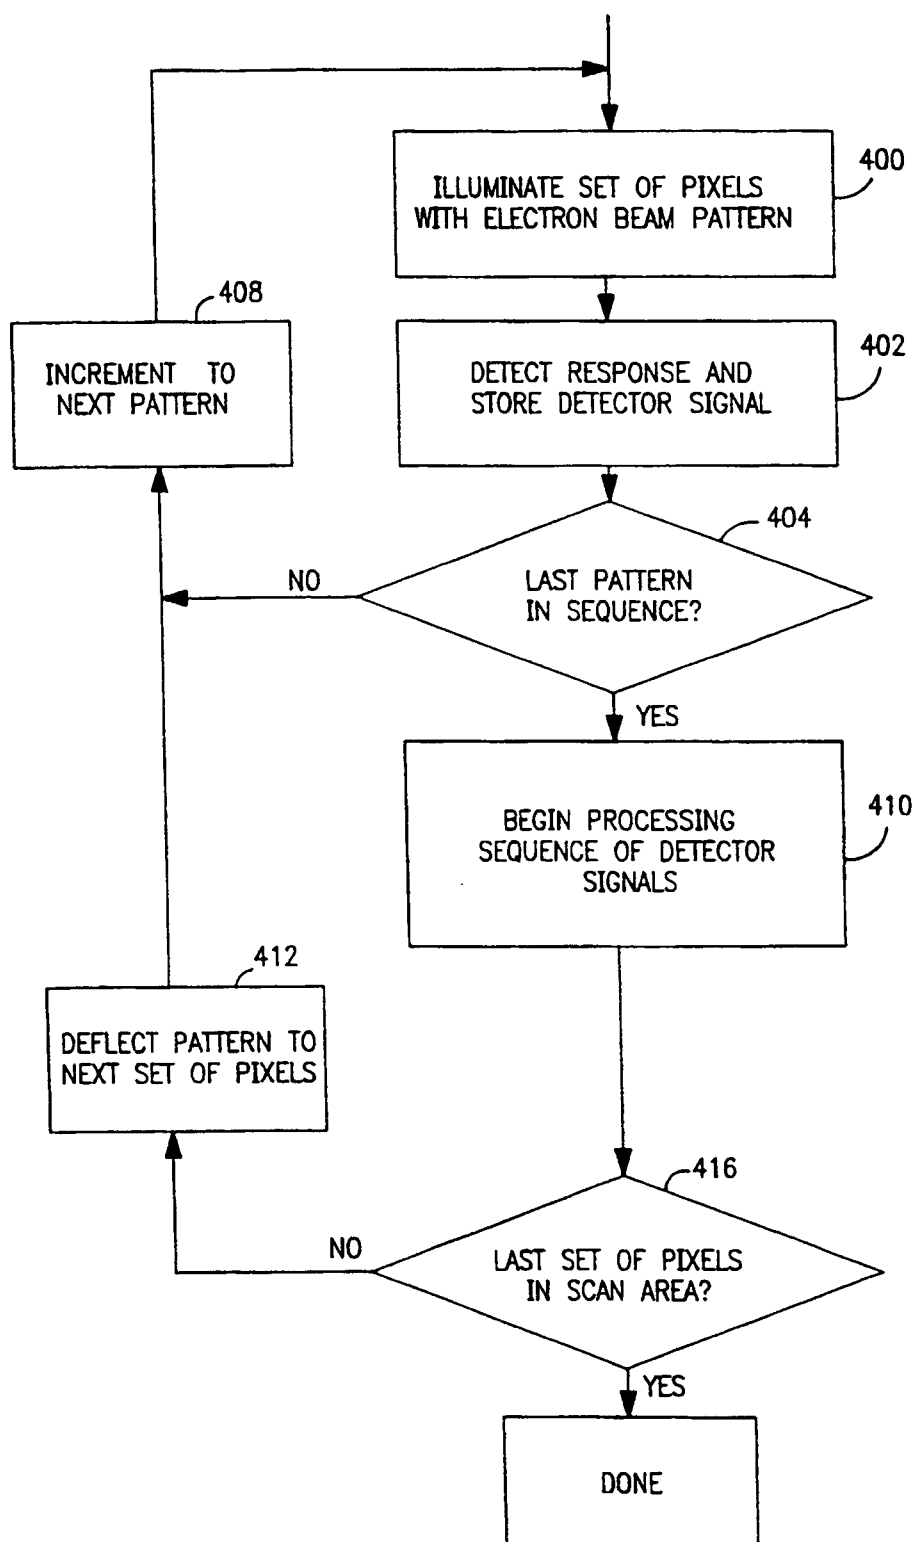 400
ILLUMINATE SET OF PIXELS
WITH ELECTRON BEAM PATTERN
408
INCREMENT TO
NEXT PATTERN
402
DETECT RESPONSE AND
STORE DETECTOR SIGNAL
404
LAST PATTERN
IN SEQUENCE?
NO
YES
410
BEGIN PROCESSING
SEQUENCE OF DETECTOR
SIGNALS
412
DEFLECT PATTERN TO
NEXT SET OF PIXELS
416
LAST SET OF PIXELS
IN SCAN AREA?
NO
YES
DONE